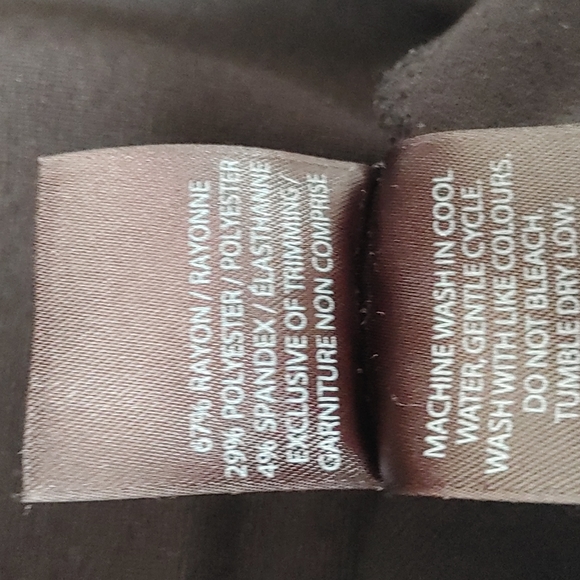 67% RAYON / RAYONNE
29% POLYESTER / POLYESTER
4% SPANDEX / ÉLASTHANNE
EXCLUSIVE OF TRIMMING /
GARNITURE NON COMPRISE
MACHINE WASH IN COOL
WATER, GENTLE CYCLE.
WASH WITH LIKE COLOURS.
DO NOT BLEACH.
TUMBLE DRY LOW.